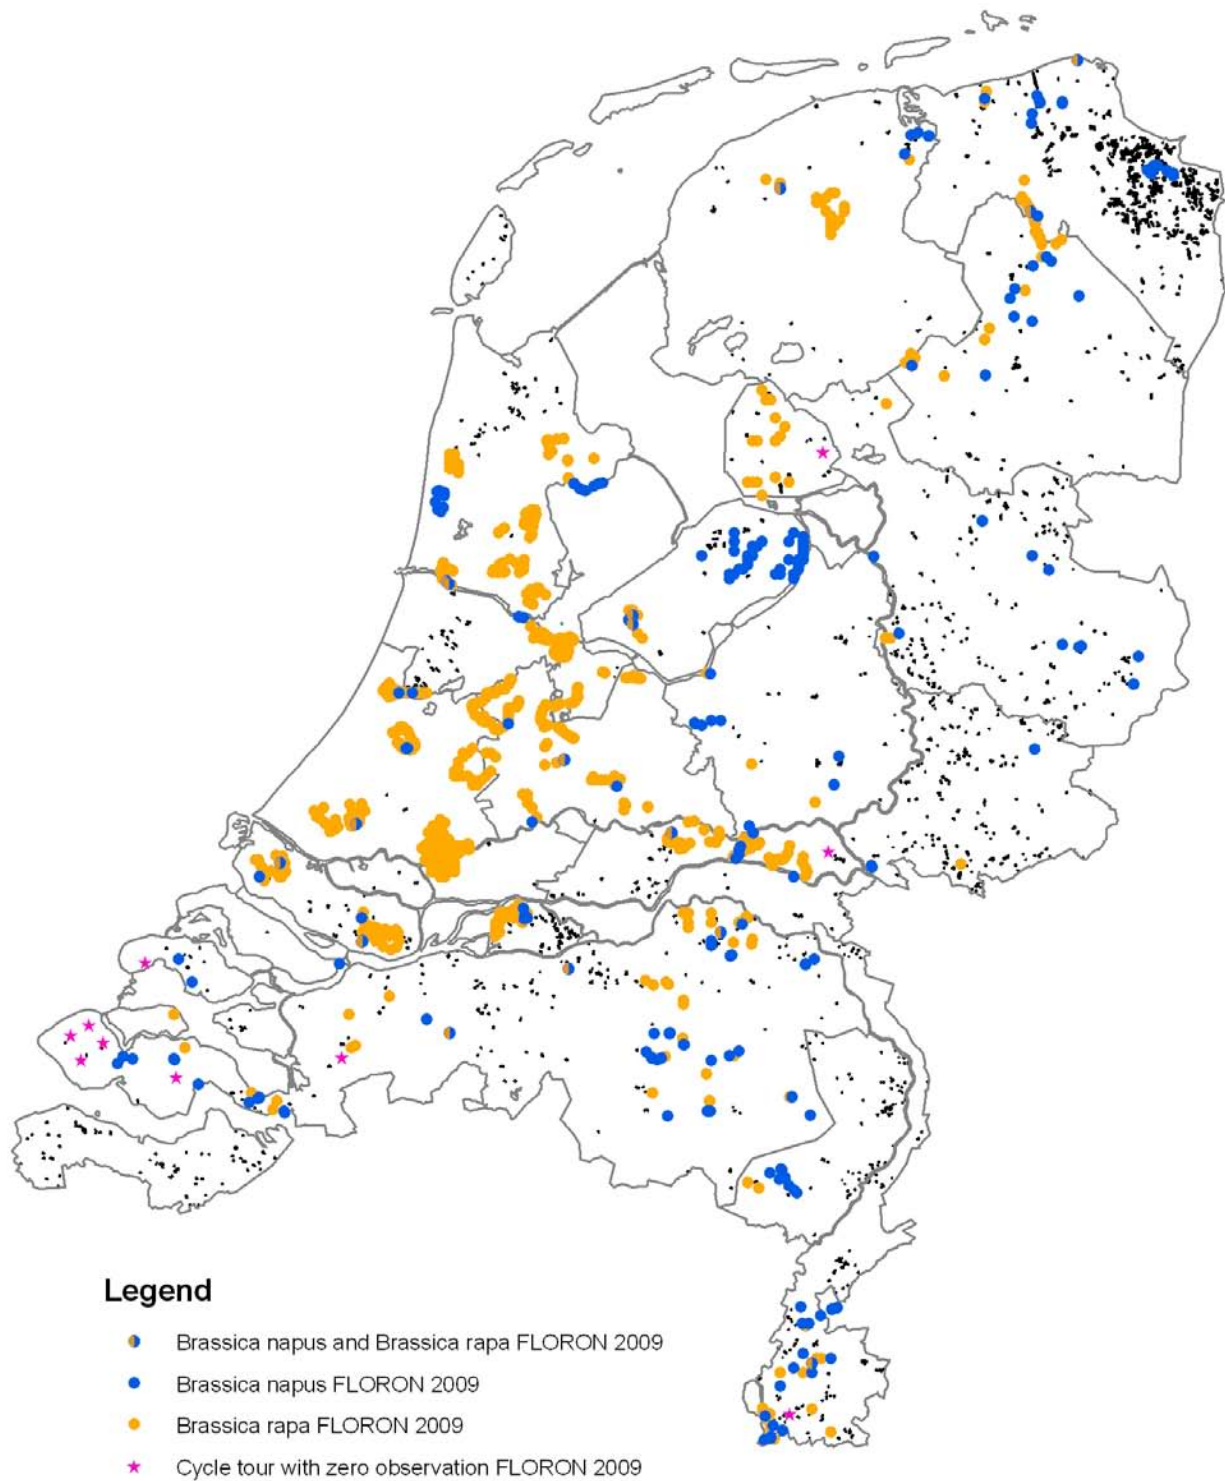 Legend
Brassica napus and Brassica rapa FLORON 2009
Brassica napus FLORON 2009
Brassica rapa FLORON 2009
Cycle tour with zero observation FLORON 2009